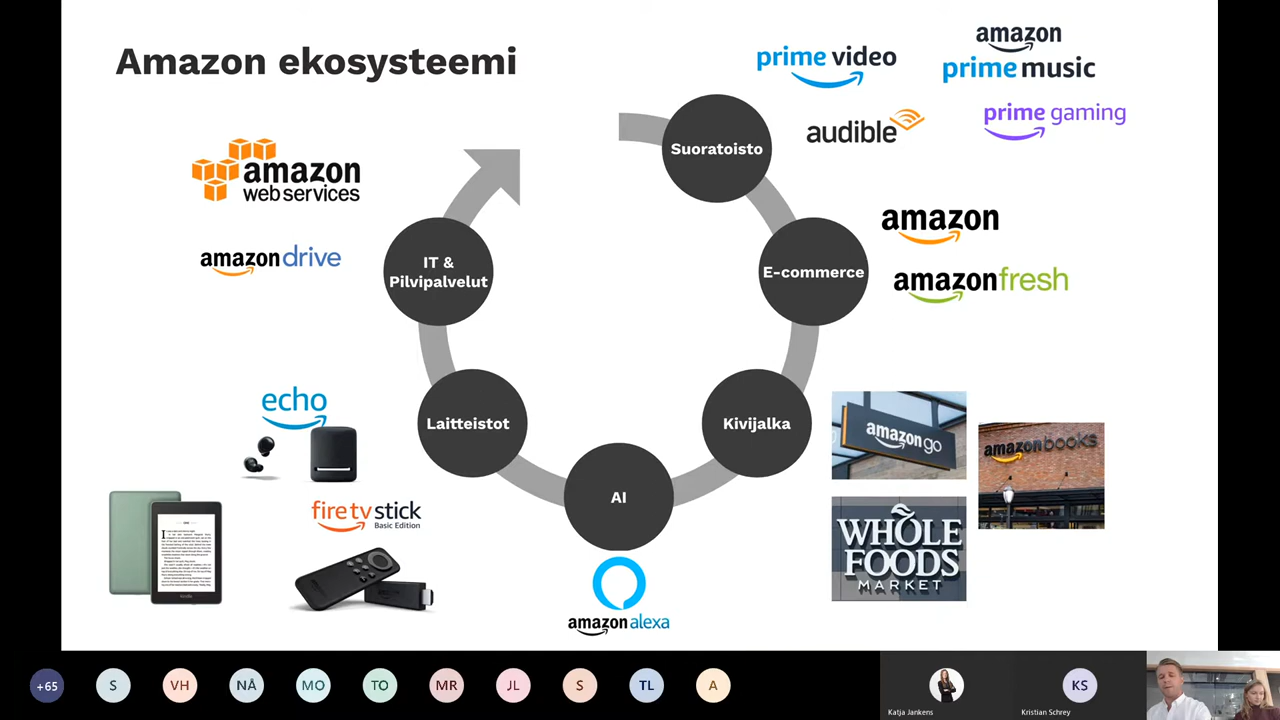 Amazon ekosysteemi
prime video
amazon
prime music
audible
prime gaming
Suoratoisto
amazon
web services
amazon drive
IT &
Pilvipalvelut
E-commerce
amazon
amazonfresh
echo
Laitteistot
Kivijalka
amazon go
amazonbooks
AI
WHOLE
FOODS
MARKET
fire tv stick
Basic Edition
kindle
amazon alexa
+65
S
VH
NÅ
MO
TO
MR
JL
S
TL
A
KS
Katja Jankens
Kristian Schrey